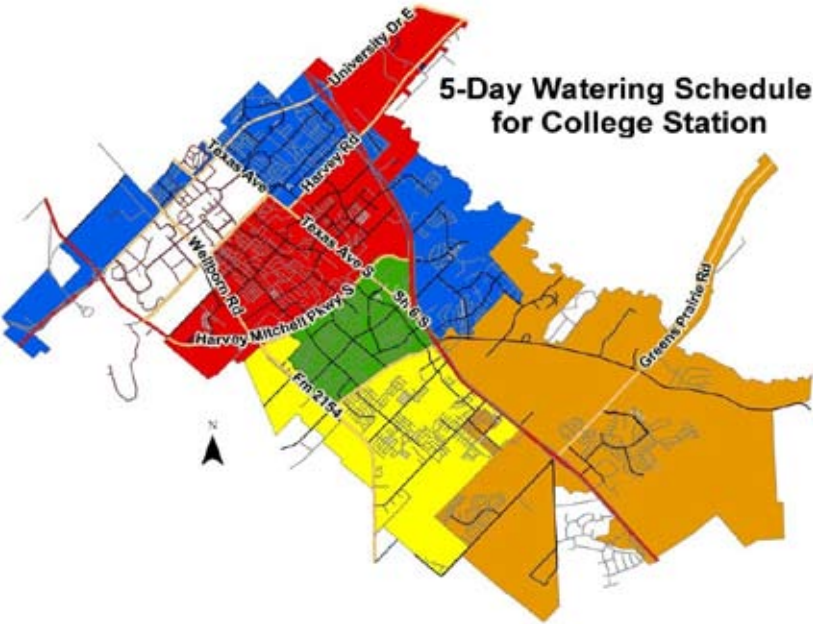 University Dr E
5-Day Watering Schedule
for College Station
Texas Ave
Harvey Rd
Texas Ave S
Wellborn Rd
Sh 6 S
Harvey Mitchell Pkwy S
Greens Prairie Rd
Fm 2154
N